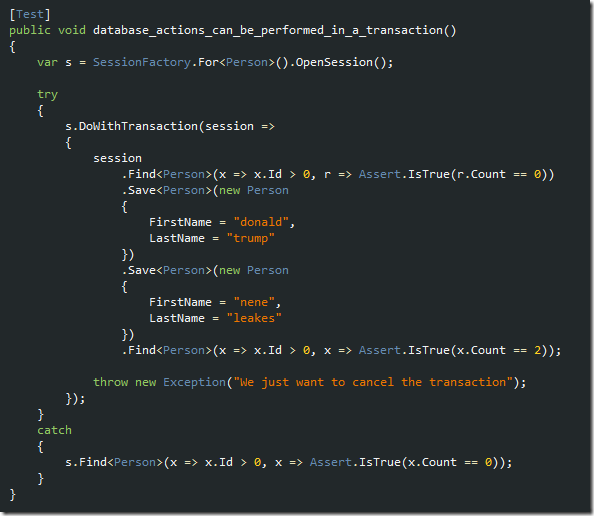 [Test]
public void database_actions_can_be_performed_in_a_transaction()
{
    var s = SessionFactory.For<Person>().OpenSession();

    try
    {
        s.DoWithTransaction(session =>
        {
            session
                .Find<Person>(x => x.Id > 0, r => Assert.IsTrue(r.Count == 0))
                .Save<Person>(new Person
                {
                    FirstName = "donald",
                    LastName = "trump"
                })
                .Save<Person>(new Person
                {
                    FirstName = "nene",
                    LastName = "leakes"
                })
                .Find<Person>(x => x.Id > 0, x => Assert.IsTrue(x.Count == 2));

            throw new Exception("We just want to cancel the transaction");
        });
    }
    catch
    {
        s.Find<Person>(x => x.Id > 0, x => Assert.IsTrue(x.Count == 0));
    }
}